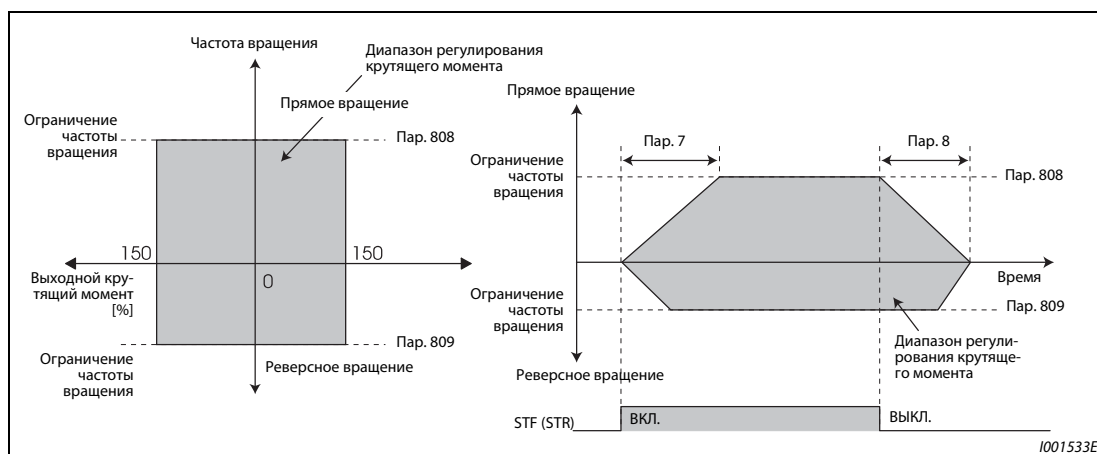 Частота вращения
Диапазон регулирования
крутящего момента
Прямое вращение
Ограничение
частоты
вращения
Пар. 808
150
150
0
Выходной кру-
тящий момент
[%]
Пар. 809
Ограничение
частоты
вращения
Реверсное вращение
Прямое вращение
Пар. 7
Пар. 8
Ограничение
частоты
вращения
Пар. 808
Время
Ограничение
частоты
вращения
Пар. 809
Диапазон регули-
рования крутяще-
го момента
Реверсное вращение
STF (STR)
ВКЛ.
ВЫКЛ.
I001533E